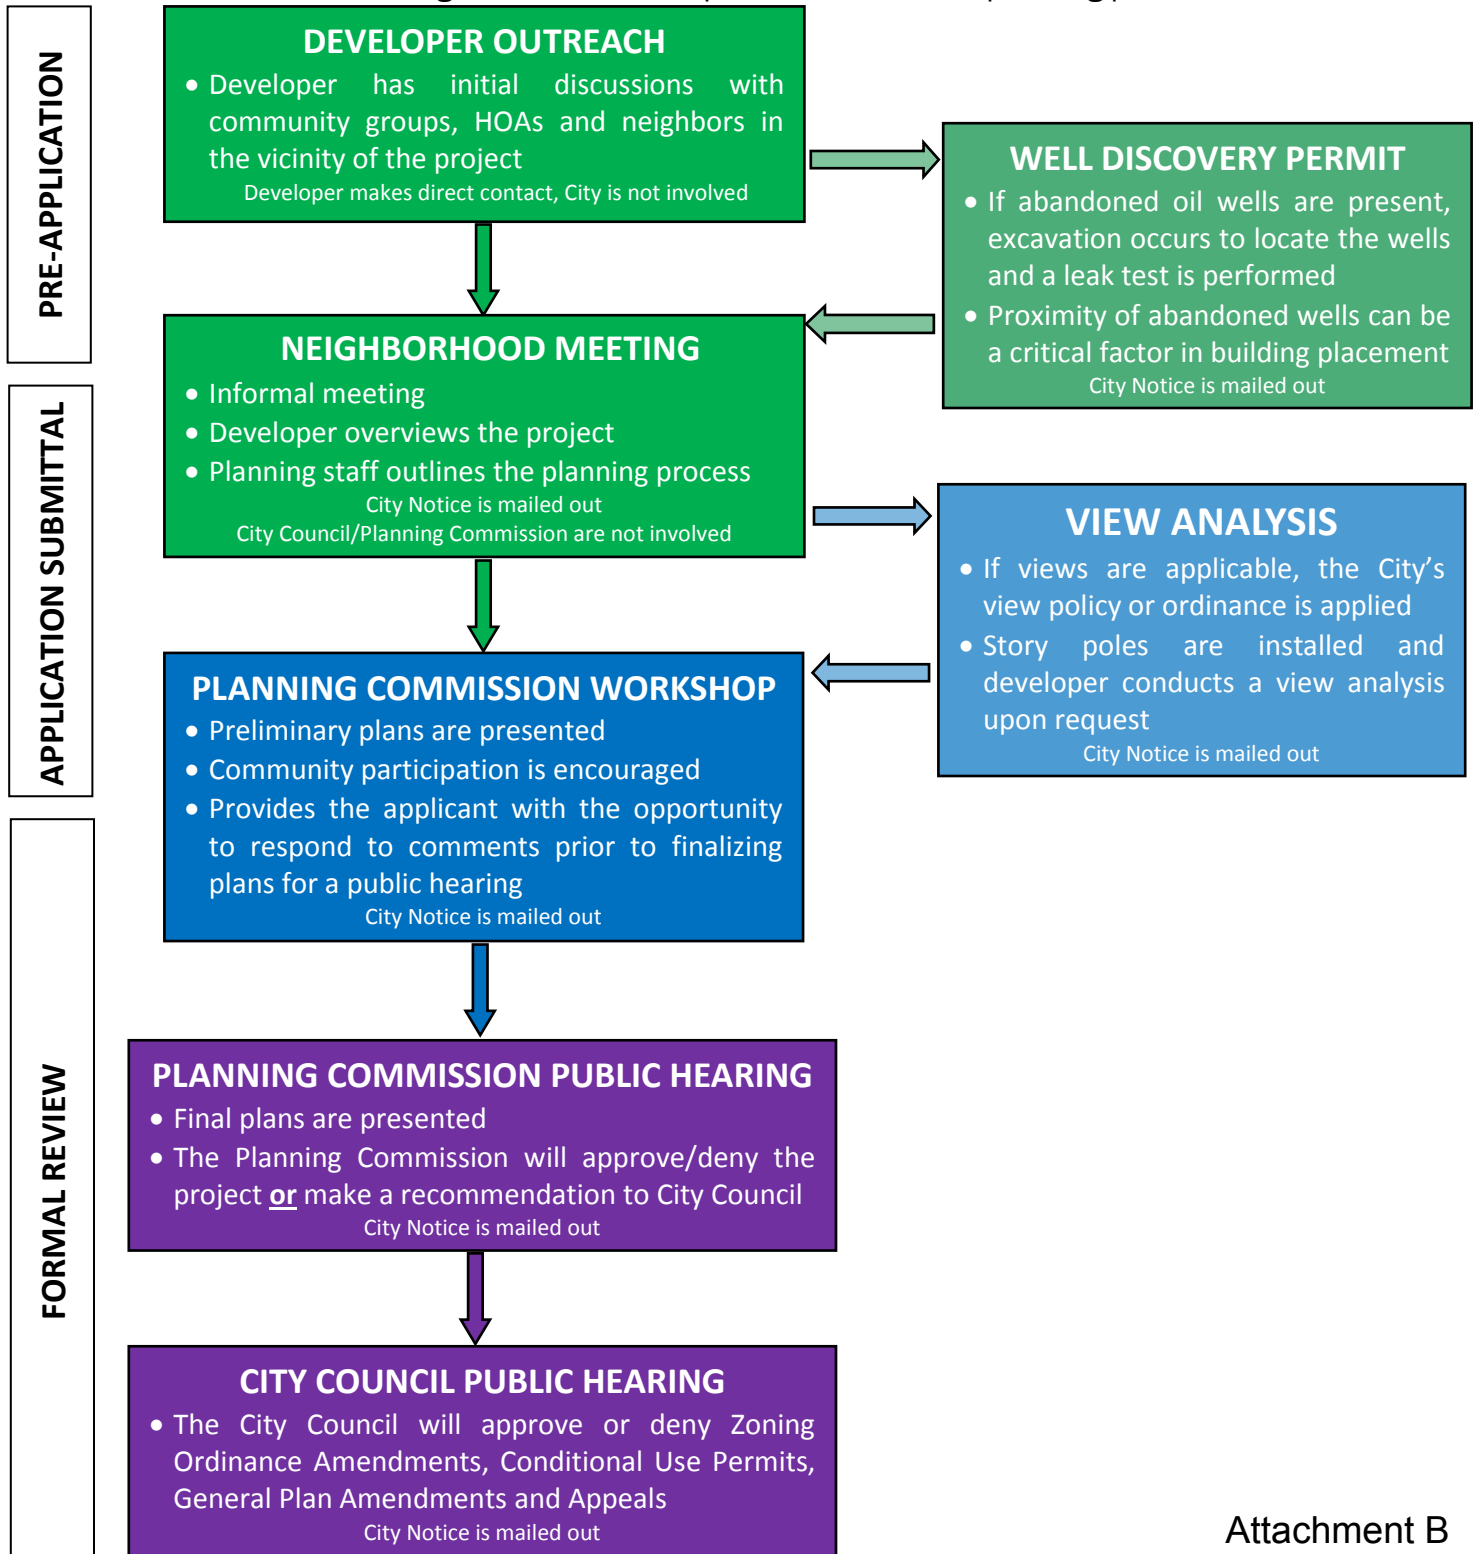 PRE-APPLICATION
DEVELOPER OUTREACH
• Developer has initial discussions with
community groups, HOAs and neighbors in
the vicinity of the project
Developer makes direct contact, City is not involved
WELL DISCOVERY PERMIT
• If abandoned oil wells are present,
excavation occurs to locate the wells
and a leak test is performed
• Proximity of abandoned wells can be
a critical factor in building placement
City Notice is mailed out
APPLICATION SUBMITTAL
NEIGHBORHOOD MEETING
• Informal meeting
• Developer overviews the project
• Planning staff outlines the planning process
City Notice is mailed out
City Council/Planning Commission are not involved
VIEW ANALYSIS
• If views are applicable, the City’s
view policy or ordinance is applied
• Story poles are installed and
developer conducts a view analysis
upon request
City Notice is mailed out
PLANNING COMMISSION WORKSHOP
• Preliminary plans are presented
• Community participation is encouraged
• Provides the applicant with the opportunity
to respond to comments prior to finalizing
plans for a public hearing
City Notice is mailed out
FORMAL REVIEW
PLANNING COMMISSION PUBLIC HEARING
• Final plans are presented
• The Planning Commission will approve/deny the
project or make a recommendation to City Council
City Notice is mailed out
CITY COUNCIL PUBLIC HEARING
• The City Council will approve or deny Zoning
Ordinance Amendments, Conditional Use Permits,
General Plan Amendments and Appeals
City Notice is mailed out
Attachment B